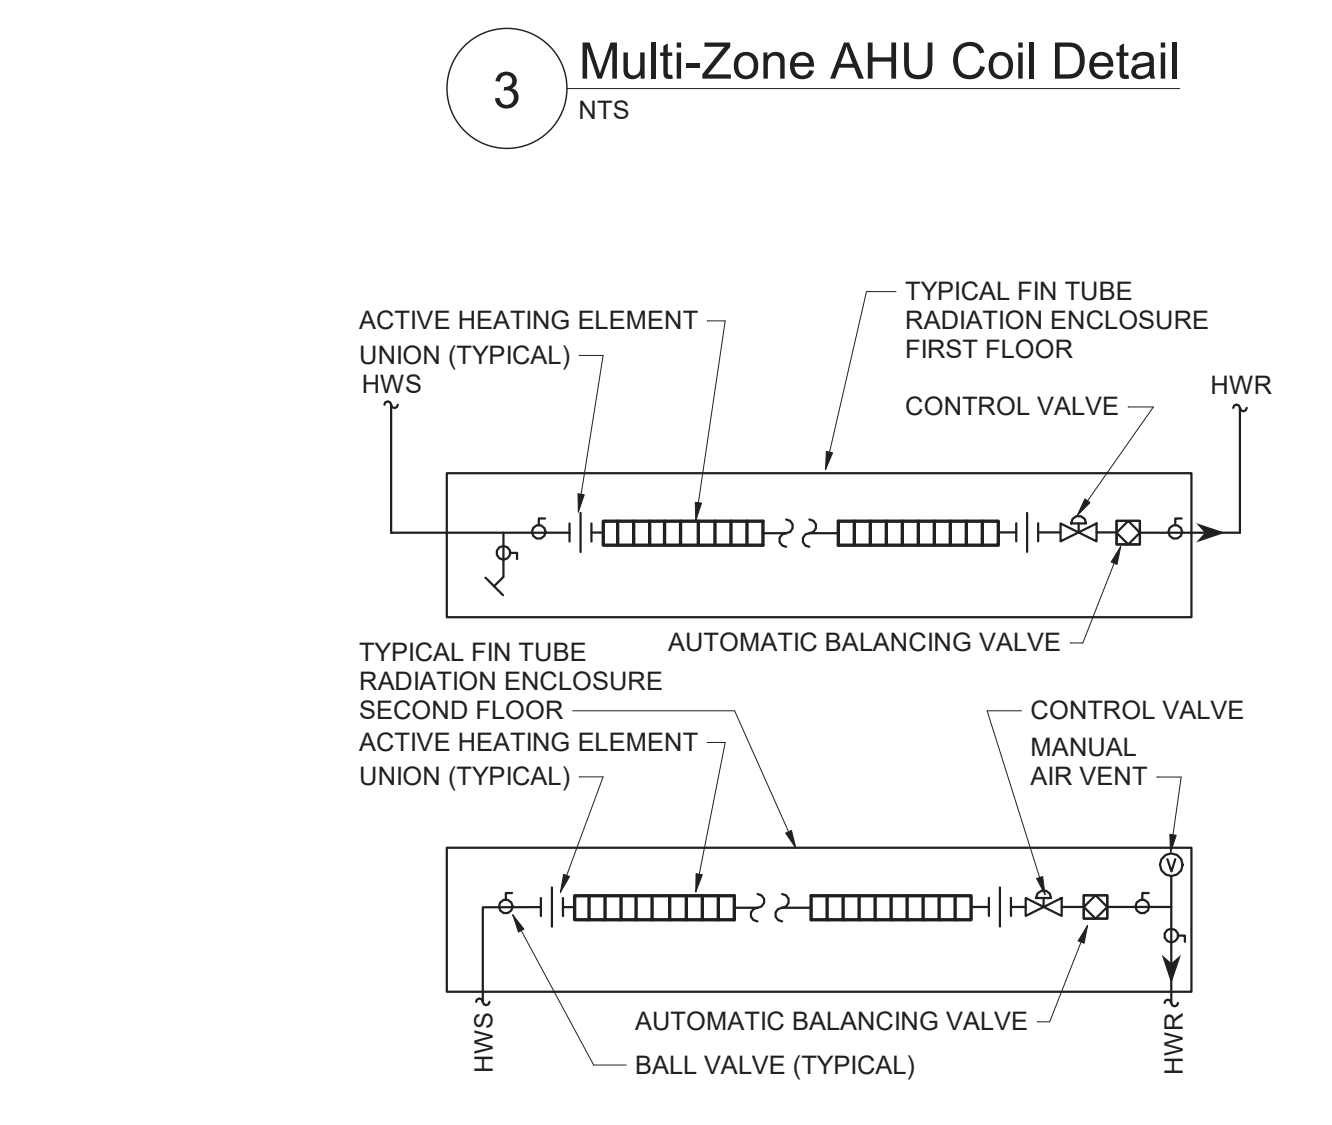 3
Multi-Zone AHU Coil Detail
NTS
TYPICAL FIN TUBE
RADIATION ENCLOSURE
FIRST FLOOR
ACTIVE HEATING ELEMENT
UNION (TYPICAL)
HWS
HWR
CONTROL VALVE
AUTOMATIC BALANCING VALVE
TYPICAL FIN TUBE
RADIATION ENCLOSURE
SECOND FLOOR
ACTIVE HEATING ELEMENT
UNION (TYPICAL)
CONTROL VALVE
MANUAL
AIR VENT
V
HWS
AUTOMATIC BALANCING VALVE
BALL VALVE (TYPICAL)
HWR